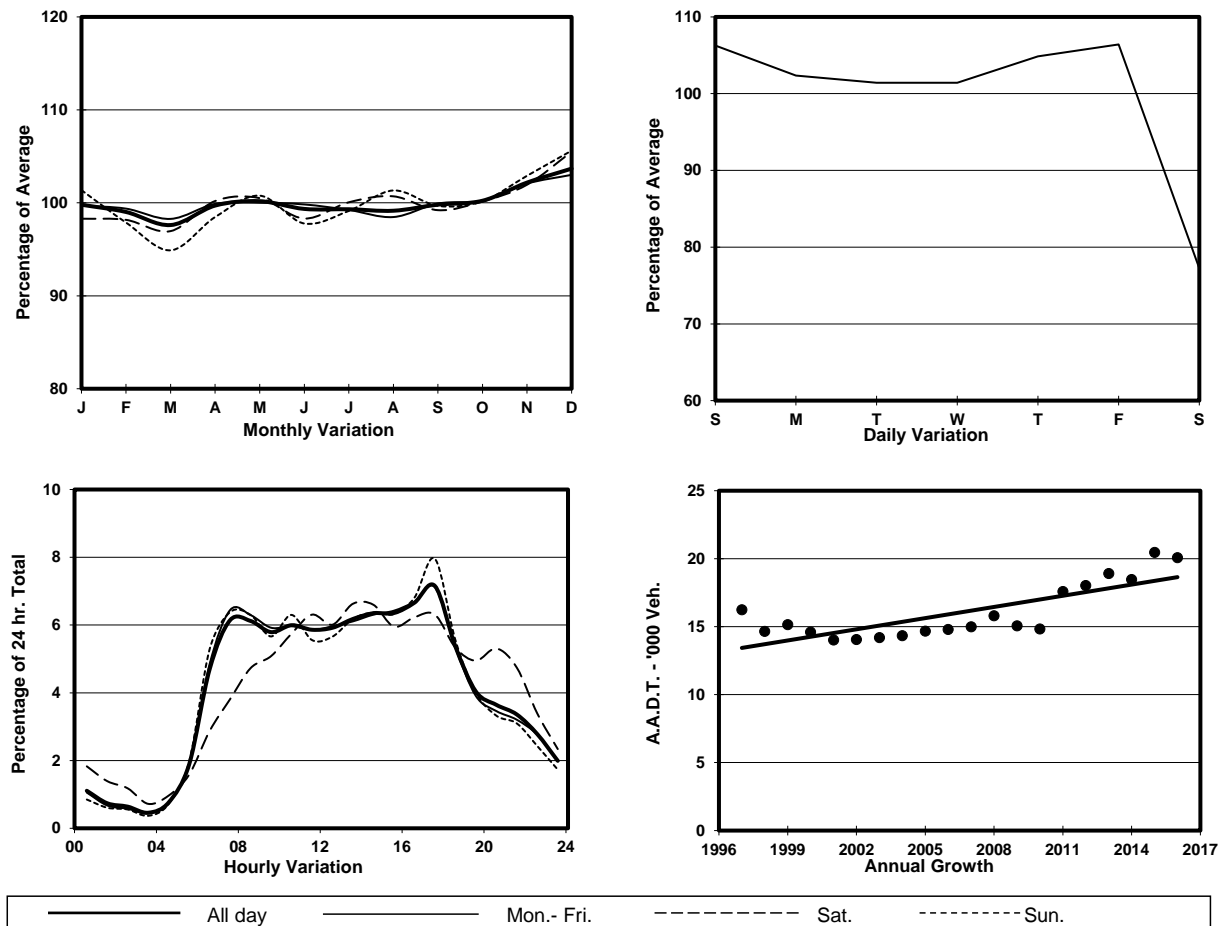 120
110
100
90
80
Percentage of Average
J F M A M J J A S O N D
Monthly Variation
110
100
90
80
70
60
Percentage of Average
S M T W T F S
Daily Variation
10
8
6
4
2
0
Percentage of 24 hr. Total
00 04 08 12 16 20 24
Hourly Variation
25
20
15
10
5
0
A.A.D.T. - '000 Veh.
1996 1999 2002 2005 2008 2011 2014 2017
Annual Growth
All day Mon.- Fri. Sat. Sun.